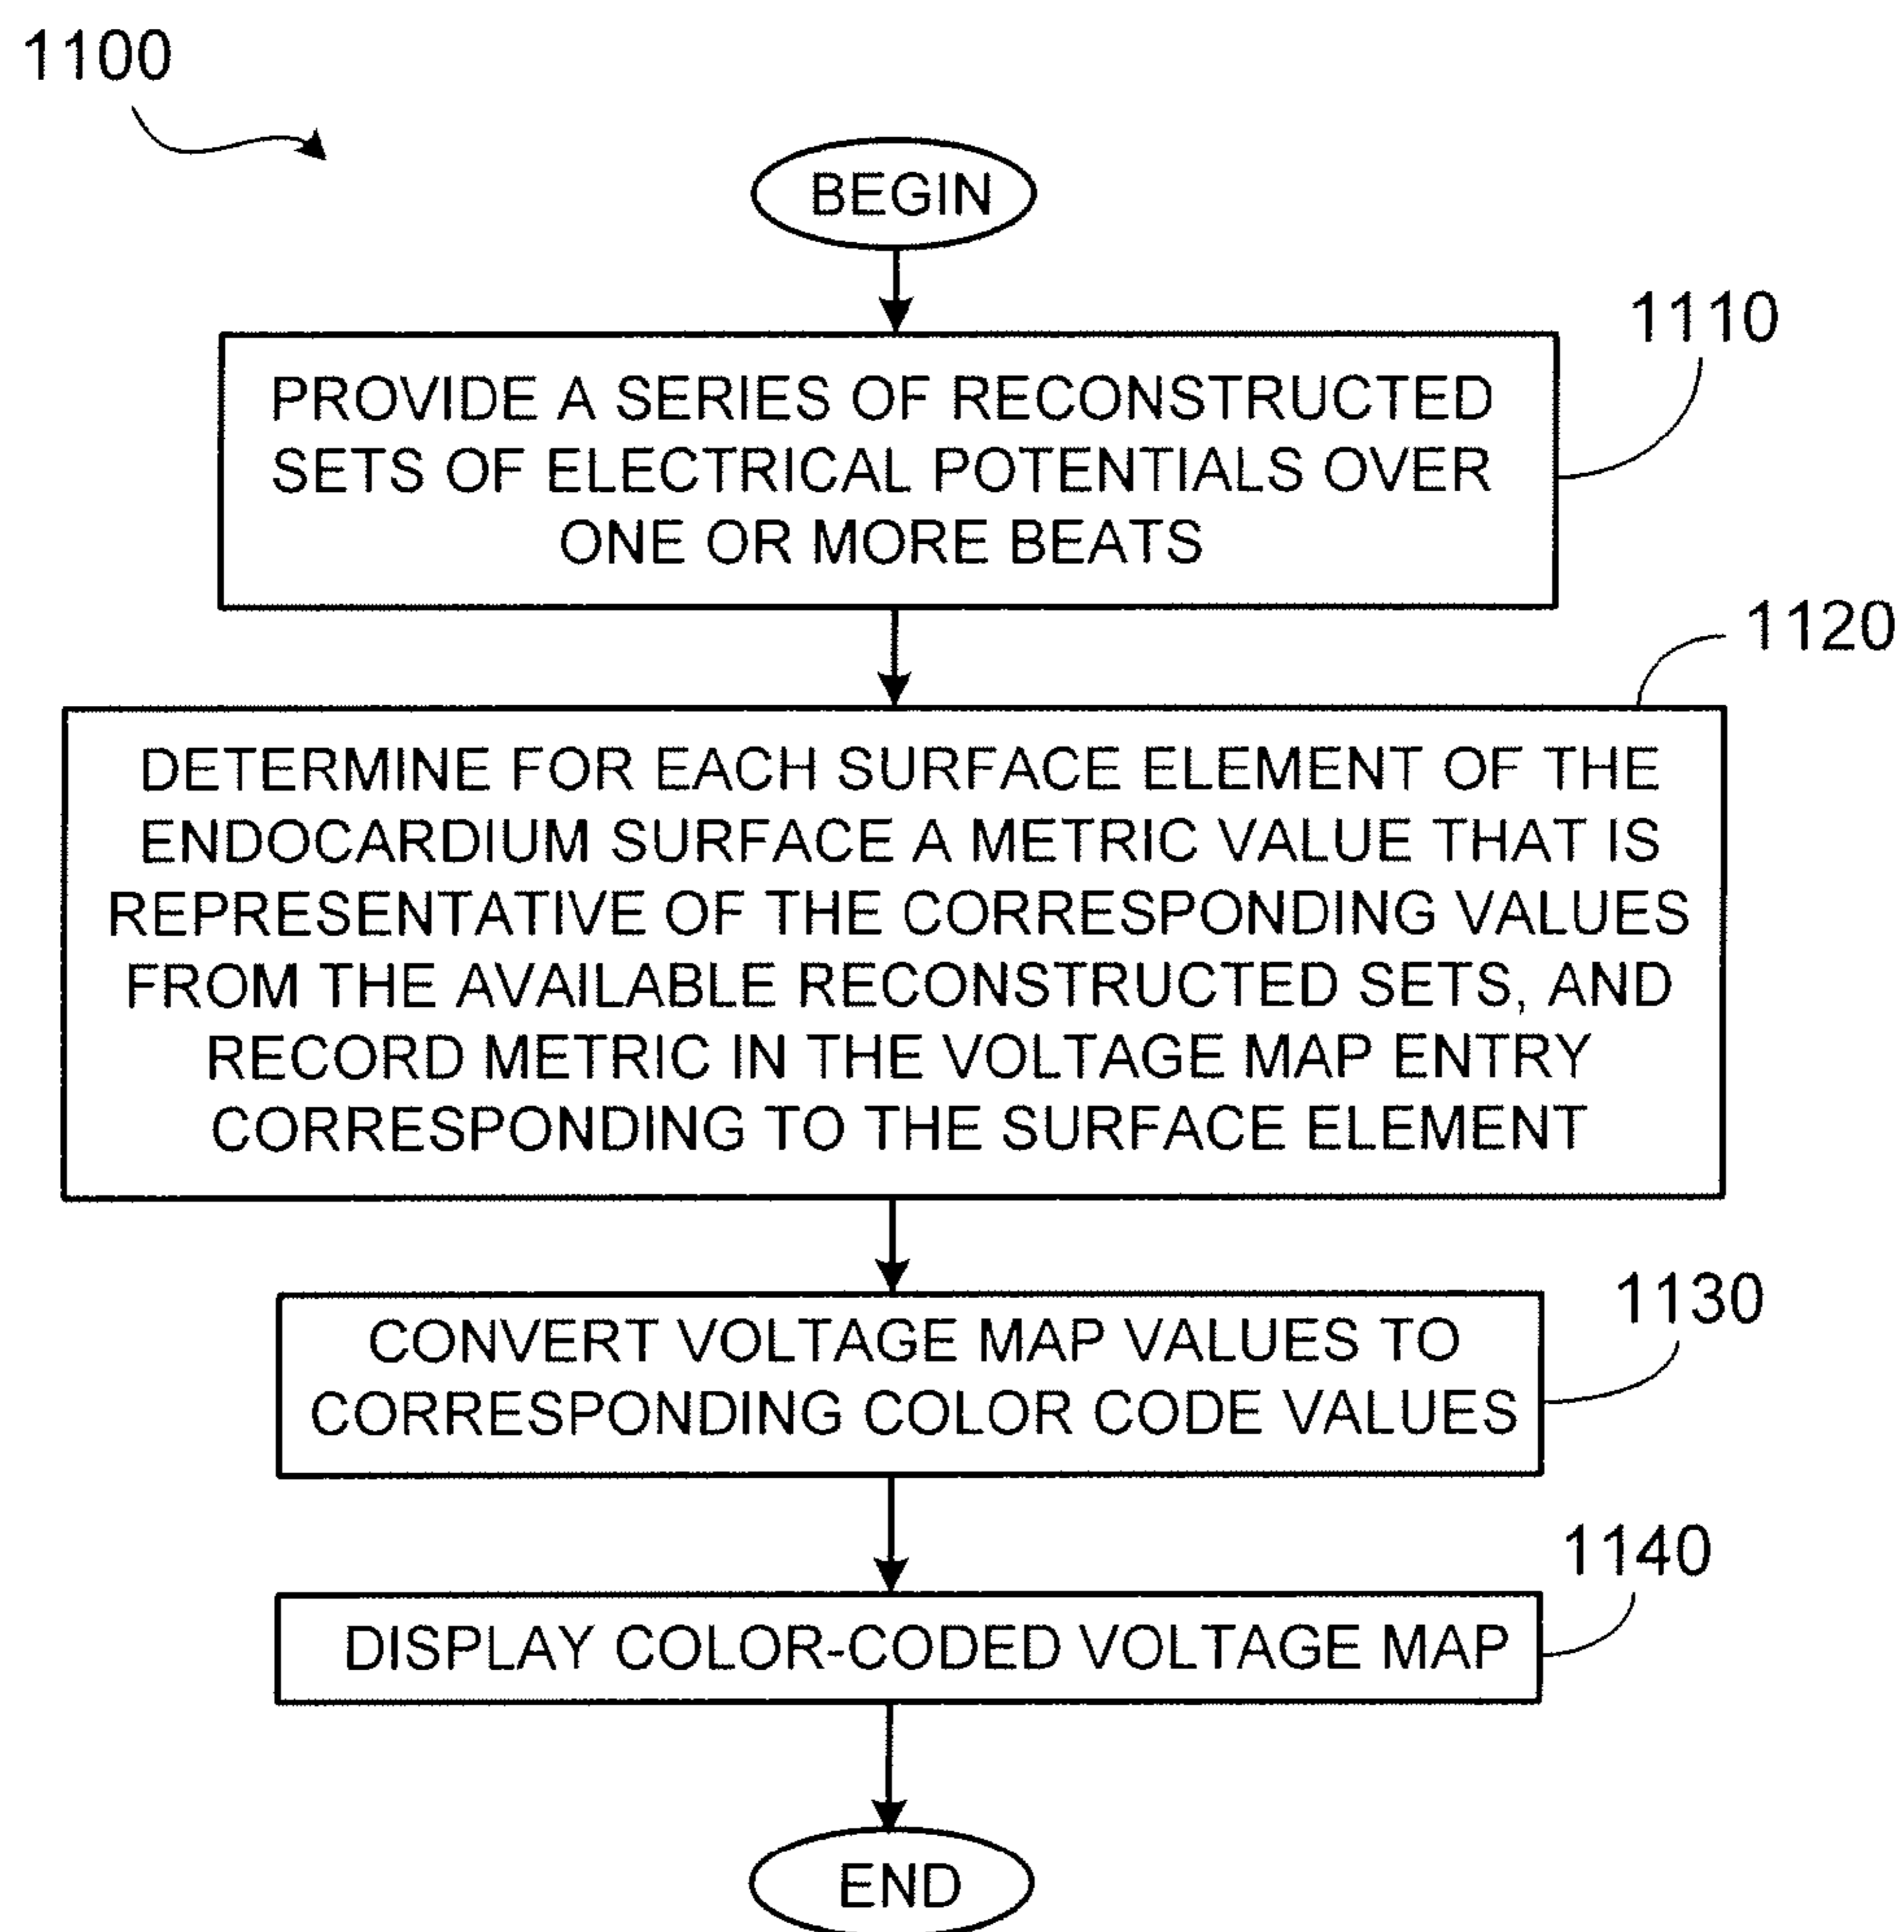 1100
BEGIN
1110
PROVIDE A SERIES OF RECONSTRUCTED
SETS OF ELECTRICAL POTENTIALS OVER
ONE OR MORE BEATS
1120
DETERMINE FOR EACH SURFACE ELEMENT OF THE
ENDOCARDIUM SURFACE A METRIC VALUE THAT IS
REPRESENTATIVE OF THE CORRESPONDING VALUES
FROM THE AVAILABLE RECONSTRUCTED SETS, AND
RECORD METRIC IN THE VOLTAGE MAP ENTRY
CORRESPONDING TO THE SURFACE ELEMENT
1130
CONVERT VOLTAGE MAP VALUES TO
CORRESPONDING COLOR CODE VALUES
1140
DISPLAY COLOR-CODED VOLTAGE MAP
END